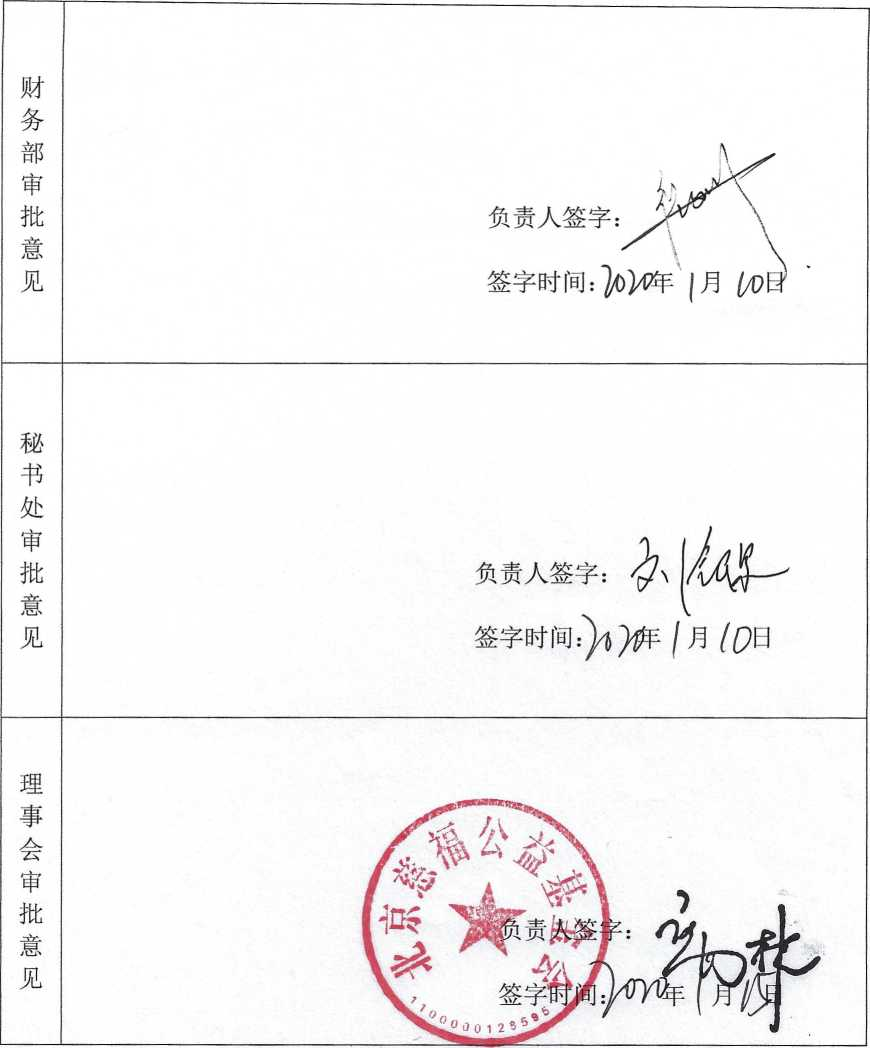 财务部审批意见
负责人签字：
签字时间：2020年 1月 10日
秘书处审批意见
负责人签字：
签字时间：2020年 1月 10日
理事会审批意见
北京慈福公益基金会
负责人签字：
签字时间：2020年 1月 日